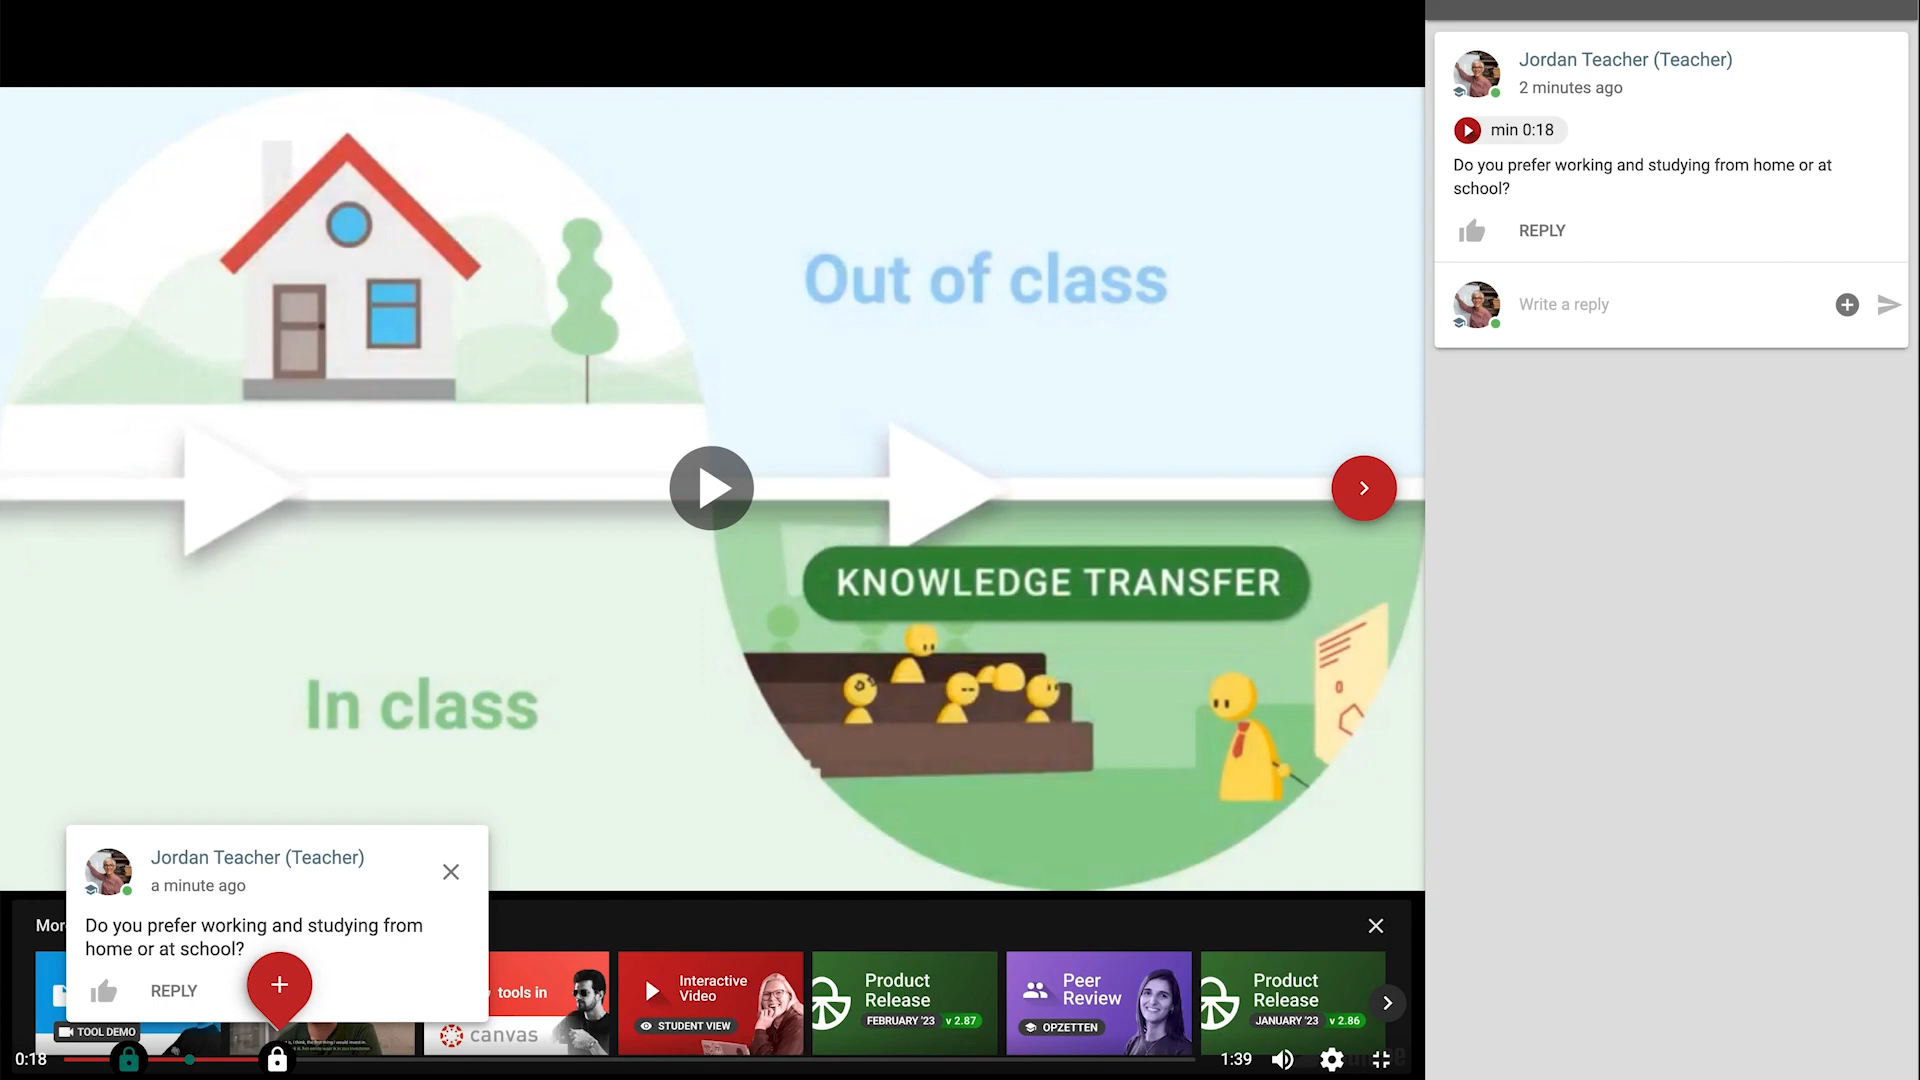 Out of class
In class
KNOWLEDGE TRANSFER
Jordan Teacher (Teacher)
2 minutes ago
min 0:18
Do you prefer working and studying from home or at
school?
REPLY
Write a reply
Jordan Teacher (Teacher)
a minute ago
Do you prefer working and studying from
home or at school?
REPLY
TOOL DEMO
tools in
canvas
Interactive
Video
STUDENT VIEW
Product
Release
FEBRUARY '23 v 2.87
Peer
Review
OPZETTEN
Product
Release
JANUARY '23 v 2.86
0:18
1:39